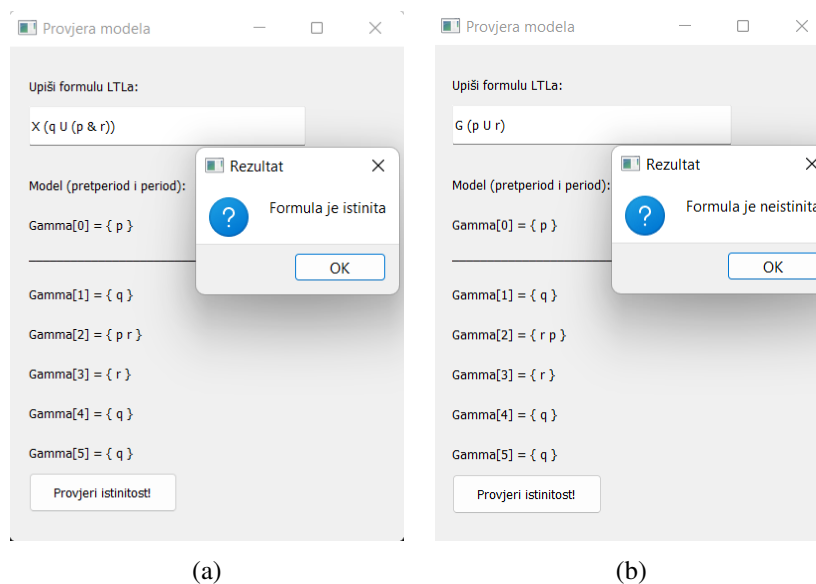 Provjera modela
Upiši formulu LTLa:
X (q U (p & r))
Rezultat
Formula je istinita
OK
Model (pretperiod i period):
Gamma[0] = { p }
Gamma[1] = { q }
Gamma[2] = { p r }
Gamma[3] = { r }
Gamma[4] = { q }
Gamma[5] = { q }
Provjeri istinitost!
(a)
Provjera modela
Upiši formulu LTLa:
G (p U r)
Rezultat
Formula je neistinita
OK
Model (pretperiod i period):
Gamma[0] = { p }
Gamma[1] = { q }
Gamma[2] = { r p }
Gamma[3] = { r }
Gamma[4] = { q }
Gamma[5] = { q }
Provjeri istinitost!
(b)